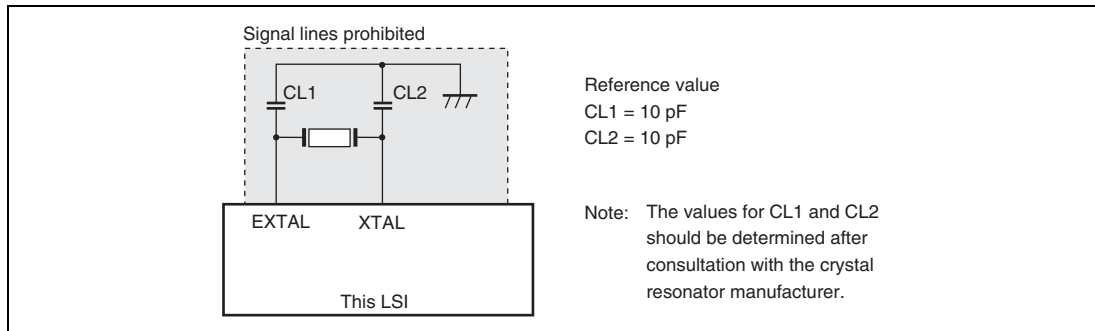 Signal lines prohibited
CL1
CL2
EXTAL
XTAL
This LSI
Reference value
CL1 = 10 pF
CL2 = 10 pF
Note: The values for CL1 and CL2
should be determined after
consultation with the crystal
resonator manufacturer.